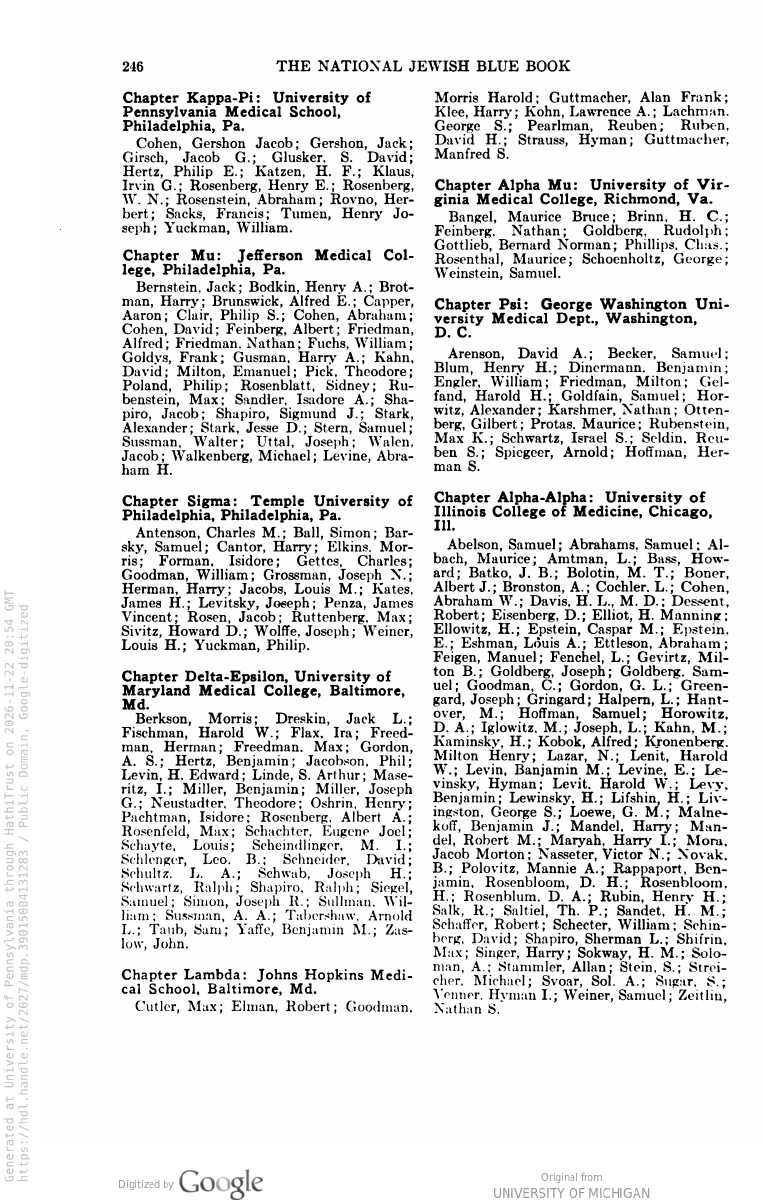 246 THE NATIONAL JEWISH BLUE BOOK
Chapter Kappa-Pi: University of
Pennsylvania Medical School,
Philadelphia, Pa.
Cohen, Gershon Jacob; Gershon, Jack;
Girsch, Jacob G.; Glusker, S. David;
Hertz, Philip E.; Katzen, H. F.; Klaus,
Irvin G.; Rosenberg, Henry E.; Rosenberg,
W. N.; Rosenstein, Abraham; Rovno, Her-
bert; Sacks, Francis; Tumen, Henry Jo-
seph; Yuckman, William.
Chapter Mu: Jefferson Medical Col-
lege, Philadelphia, Pa.
Bernstein, Jack; Bodkin, Henry A.; Brot-
man, Harry; Brunswick, Alfred E.; Capper,
Aaron; Clair, Philip S.; Cohen, Abraham;
Cohen, David; Feinberg, Albert; Friedman,
Alfred; Friedman, Nathan; Fuchs, William;
Goldys, Frank; Gusman, Harry A.; Kahn,
David; Milton, Emanuel; Pick, Theodore;
Poland, Philip; Rosenblatt, Sidney; Ru-
benstein, Max; Sandler, Isadore A.; Sha-
piro, Jacob; Shapiro, Sigmund J.; Stark,
Alexander; Stark, Jesse D.; Stern, Samuel;
Sussman, Walter; Uttal, Joseph; Walen,
Jacob; Walkenberg, Michael; Levine, Abra-
ham H.
Chapter Sigma: Temple University of
Philadelphia, Philadelphia, Pa.
Antenson, Charles M.; Ball, Simon; Bar-
sky, Samuel; Cantor, Harry; Elkins, Mor-
ris; Forman, Isidore; Gettes, Charles;
Goodman, William; Grossman, Joseph N.;
Herman, Harry; Jacobs, Louis M.; Kates,
James H.; Levitsky, Joseph; Penza, James
Vincent; Rosen, Jacob; Ruttenberg, Max;
Sivitz, Howard D.; Wolffe, Joseph; Weiner,
Louis H.; Yuckman, Philip.
Chapter Delta-Epsilon, University of
Maryland Medical College, Baltimore,
Md.
Berkson, Morris; Dreskin, Jack L.;
Fischman, Harold W.; Flax, Ira; Freed-
man, Herman; Freedman, Max; Gordon,
A. S.; Hertz, Benjamin; Jacobson, Phil;
Levin, H. Edward; Linde, S. Arthur; Mase-
ritz, I.; Miller, Benjamin; Miller, Joseph
G.; Neustadter, Theodore; Oshrin, Henry;
Pachtman, Isidore; Rosenberg, Albert A.;
Rosenfeld, Max; Schachter, Eugene Joel;
Schayte, Louis; Scheindlinger, M. I.;
Schlenger, Leo. B.; Schneider, David;
Schultz. L. A.; Schwab, Joseph H.;
Schwartz, Ralph; Shapiro, Ralph; Siegel,
Samuel; Simon, Joseph R.; Sullman, Wil-
liam; Sussman, A. A.; Tabershaw, Arnold
L.; Taub, Sam; Yaffe, Benjamin M.; Zas-
low, John.
Chapter Lambda: Johns Hopkins Medi-
cal School, Baltimore, Md.
Cutler, Max; Elman, Robert; Goodman,
Morris Harold; Guttmacher, Alan Frank;
Klee, Harry; Kohn, Lawrence A.; Lachman,
George S.; Pearlman, Reuben; Ruben,
David H.; Strauss, Hyman; Guttmacher,
Manfred S.
Chapter Alpha Mu: University of Vir-
ginia Medical College, Richmond, Va.
Bangel, Maurice Bruce; Brinn, H. C.;
Feinberg, Nathan; Goldberg, Rudolph;
Gottlieb, Bernard Norman; Phillips, Chas.;
Rosenthal, Maurice; Schoenholtz, George;
Weinstein, Samuel.
Chapter Psi: George Washington Uni-
versity Medical Dept., Washington,
D. C.
Arenson, David A.; Becker, Samuel;
Blum, Henry H.; Dinermann, Benjamin;
Engler, William; Friedman, Milton; Gel-
fand, Harold H.; Goldfain, Samuel; Hor-
witz, Alexander; Karshmer, Nathan; Otten-
berg, Gilbert; Protas, Maurice; Rubenstein,
Max K.; Schwartz, Israel S.; Seldin, Reu-
ben S.; Spiegeer, Arnold; Hoffman, Her-
man S.
Chapter Alpha-Alpha: University of
Illinois College of Medicine, Chicago,
Ill.
Abelson, Samuel; Abrahams, Samuel; Al-
bach, Maurice; Amtman, L.; Bass, How-
ard; Batko, J. B.; Bolotin, M. T.; Boner,
Albert J.; Bronston, A.; Cochler, L.; Cohen,
Abraham W.; Davis, H. L., M. D.; Dessent,
Robert; Eisenberg, D.; Elliot, H. Manning;
Ellowitz, H.; Epstein, Caspar M.; Epstein,
E.; Eshman, Louis A.; Ettleson, Abraham;
Feigen, Manuel; Fenchel, L.; Gevirtz, Mil-
ton B.; Goldberg, Joseph; Goldberg, Sam-
uel; Goodman, C.; Gordon, G. L.; Green-
gard, Joseph; Gringard; Halpern, L.; Hant-
over, M.; Hoffman, Samuel; Horowitz,
D. A.; Iglowitz, M.; Joseph, L.; Kahn, M.;
Kaminsky, H.; Kobok, Alfred; Kronenberg,
Milton Henry; Lazar, N.; Lenit, Harold
W.; Levin, Banjamin M.; Levine, E.; Le-
vinsky, Hyman; Levit, Harold W.; Levy,
Benjamin; Lewinsky, H.; Lifshin, H.; Liv-
ingston, George S.; Loewe, G. M.; Malne-
koff, Benjamin J.; Mandel, Harry; Man-
del, Robert M.; Maryah, Harry I.; Mora,
Jacob Morton; Nasseter, Victor N.; Novak,
B.; Polovitz, Mannie A.; Rappaport, Ben-
jamin, Rosenbloom, D. H.; Rosenbloom,
H.; Rosenblum, D. A.; Rubin, Henry H.;
Salk, R.; Saltiel, Th. P.; Sandet, H. M.;
Schaffer, Robert; Schecter, William; Schin-
berg, David; Shapiro, Sherman L.; Shifrin,
Max; Singer, Harry; Sokway, H. M.; Solo-
man, A.; Stammler, Allan; Stein, S.; Strei-
cher, Michael; Svoar, Sol. A.; Sugar, S.;
Venner, Hyman I.; Weiner, Samuel; Zeitlin,
Nathan S.
Generated at University of Pennsylvania through HathiTrust on 2026-11-22 20:54 GMT
https://hdl.handle.net/2027/mdp.39015084131283 / Public Domain, Google-digitized
Digitized by Google
Original from
UNIVERSITY OF MICHIGAN